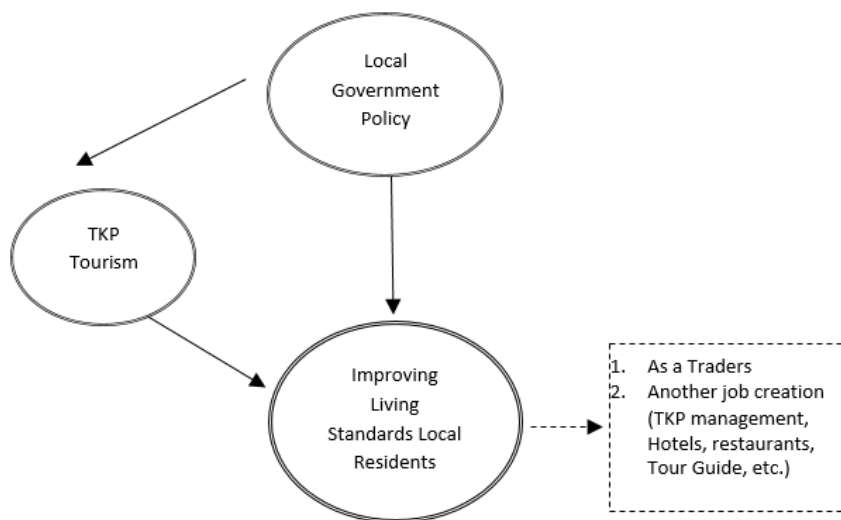 Local
Government
Policy
TKP
Tourism
Improving
Living
Standards Local
Residents
1. As a Traders
2. Another job creation
(TKP management,
Hotels, restaurants,
Tour Guide, etc.)